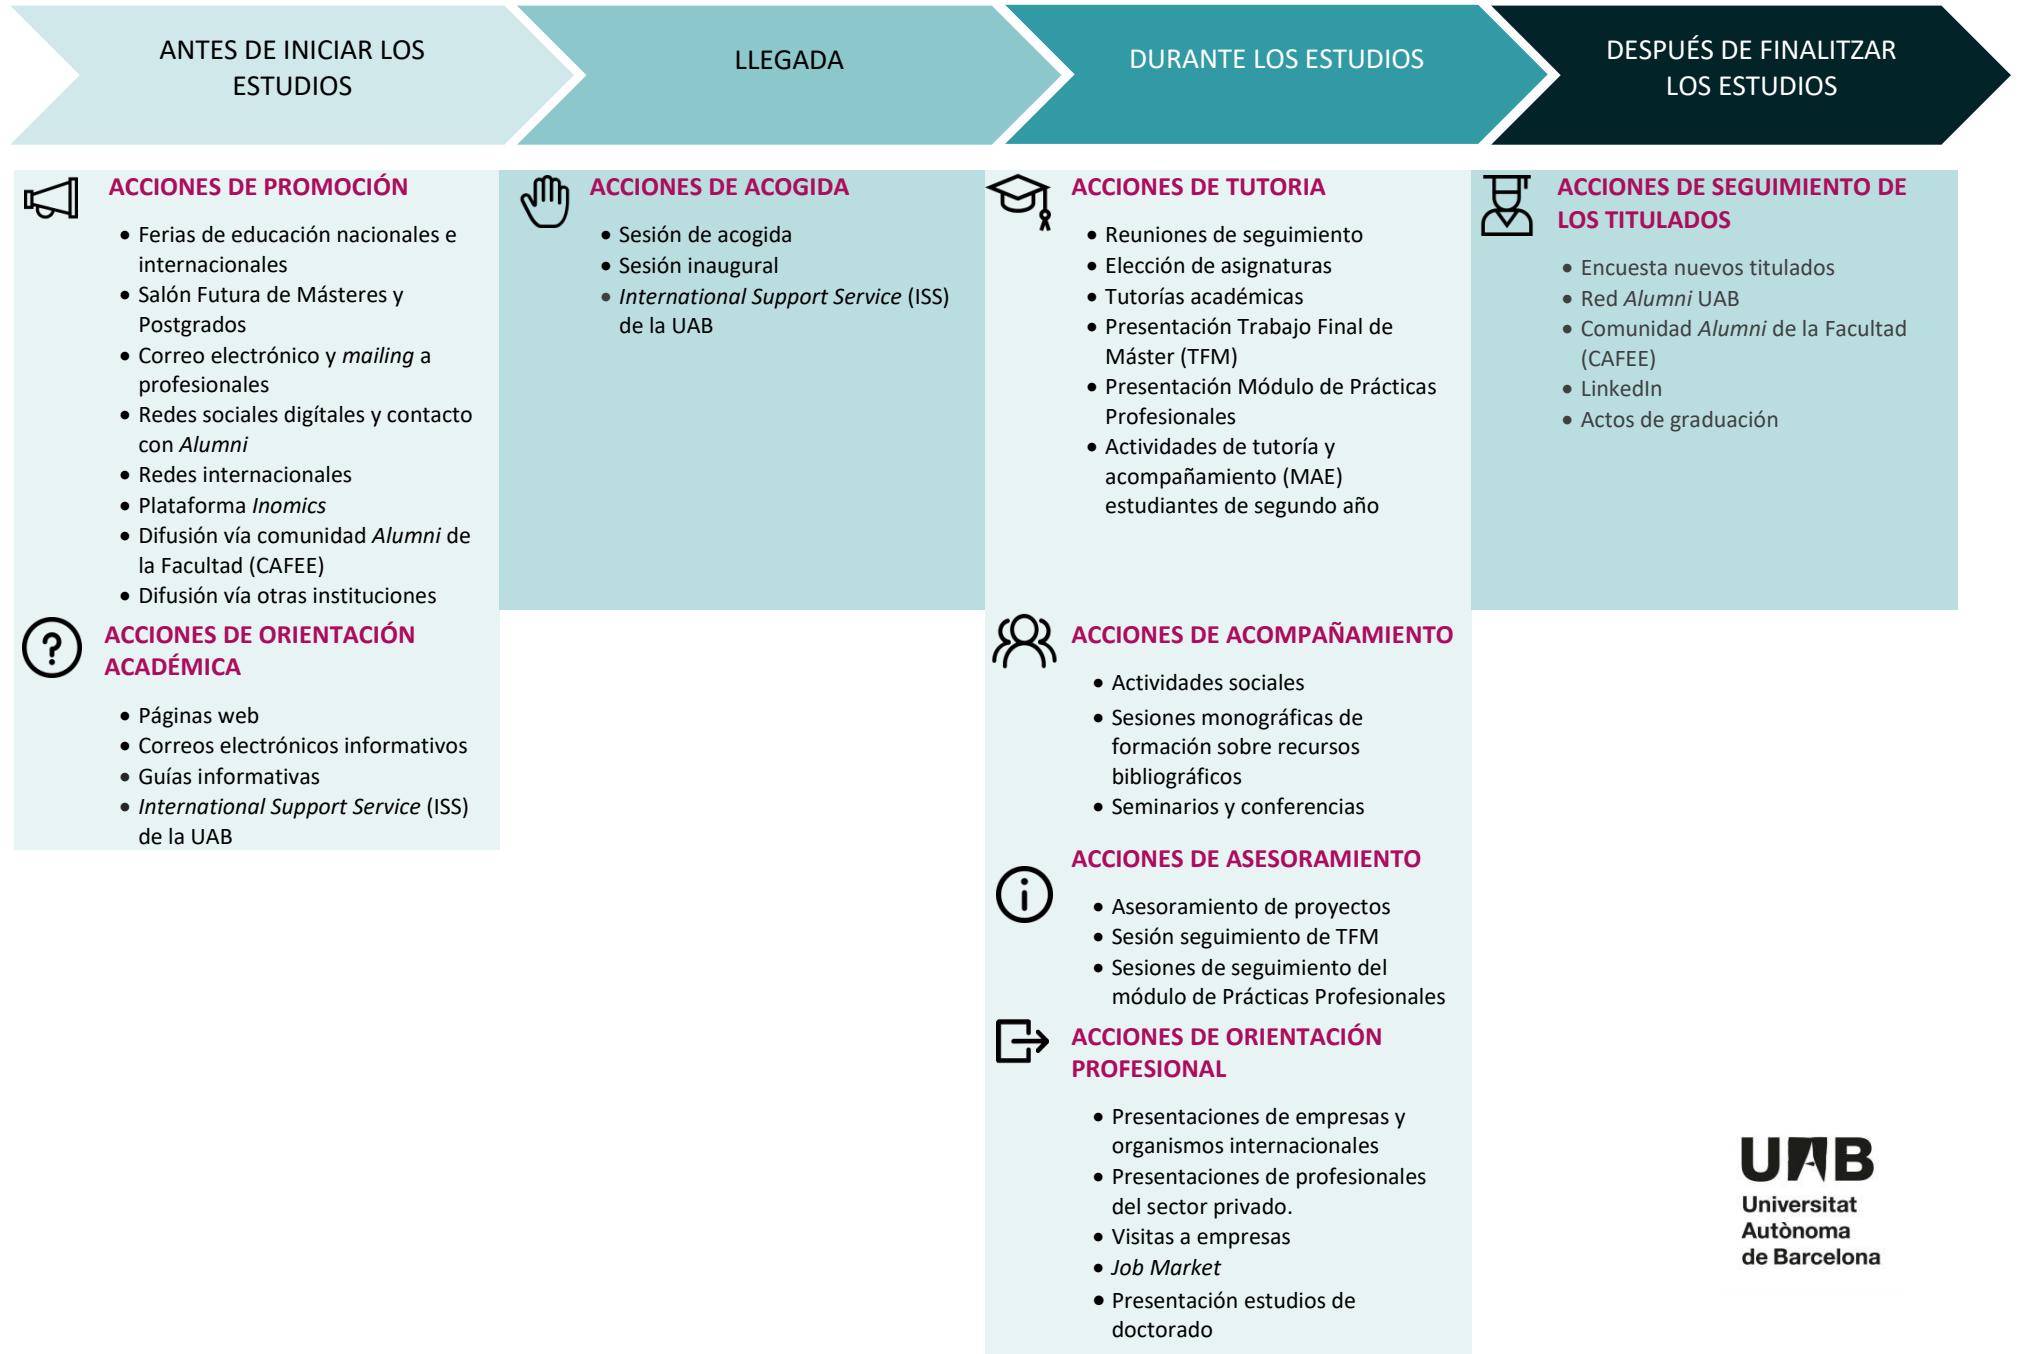 ANTES DE INICIAR LOS
ESTUDIOS
LLEGADA
DURANTE LOS ESTUDIOS
DESPUÉS DE FINALITZAR
LOS ESTUDIOS
ACCIONES DE PROMOCIÓN
• Ferias de educación nacionales e
internacionales
• Salón Futura de Másteres y
Postgrados
• Correo electrónico y mailing a
profesionales
• Redes sociales digítales y contacto
con Alumni
• Redes internacionales
• Plataforma Inomics
• Difusión vía comunidad Alumni de
la Facultad (CAFEE)
• Difusión vía otras instituciones
ACCIONES DE ORIENTACIÓN
ACADÉMICA
• Páginas web
• Correos electrónicos informativos
• Guías informativas
• International Support Service (ISS)
de la UAB
ACCIONES DE ACOGIDA
• Sesión de acogida
• Sesión inaugural
• International Support Service (ISS)
de la UAB
ACCIONES DE TUTORIA
• Reuniones de seguimiento
• Elección de asignaturas
• Tutorías académicas
• Presentación Trabajo Final de
Máster (TFM)
• Presentación Módulo de Prácticas
Profesionales
• Actividades de tutoría y
acompañamiento (MAE)
estudiantes de segundo año
ACCIONES DE ACOMPAÑAMIENTO
• Actividades sociales
• Sesiones monográficas de
formación sobre recursos
bibliográficos
• Seminarios y conferencias
ACCIONES DE ASESORAMIENTO
• Asesoramiento de proyectos
• Sesión seguimiento de TFM
• Sesiones de seguimiento del
módulo de Prácticas Profesionales
ACCIONES DE ORIENTACIÓN
PROFESIONAL
• Presentaciones de empresas y
organismos internacionales
• Presentaciones de profesionales
del sector privado.
• Visitas a empresas
• Job Market
• Presentación estudios de
doctorado
ACCIONES DE SEGUIMIENTO DE
LOS TITULADOS
• Encuesta nuevos titulados
• Red Alumni UAB
• Comunidad Alumni de la Facultad
(CAFEE)
• LinkedIn
• Actos de graduación
UAB
Universitat
Autònoma
de Barcelona